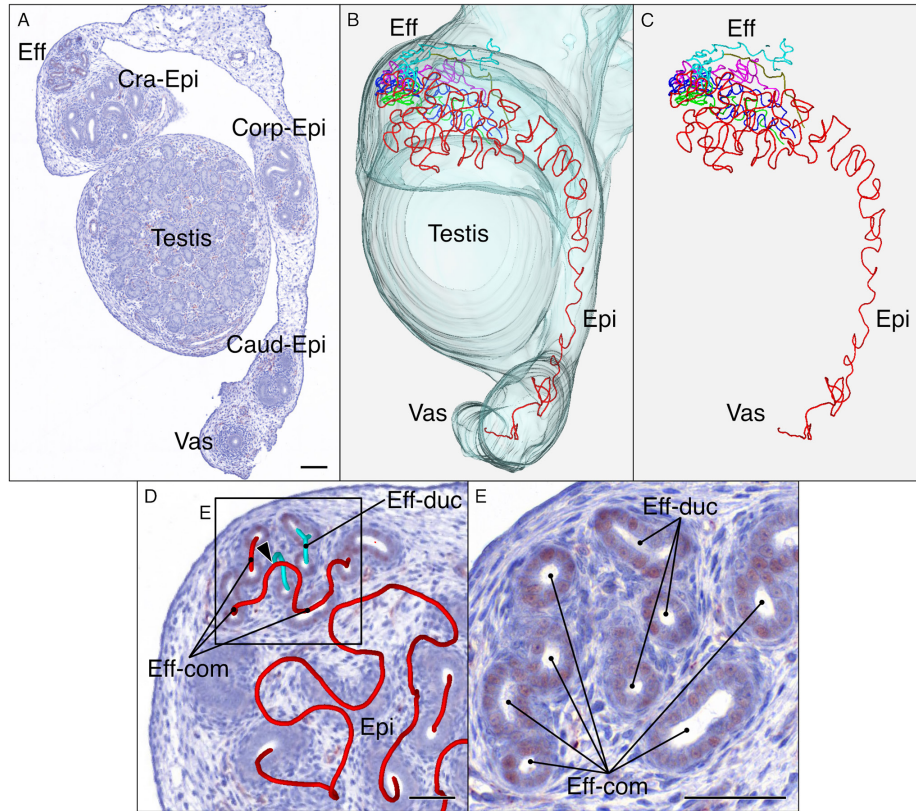 A
Eff
Cra-Epi
Corp-Epi
Testis
Caud-Epi
Vas
B
Eff
Testis
Epi
Vas
C
Eff
Epi
Vas
D
E
Eff-duc
Eff-com
Epi
E
Eff-duc
Eff-com